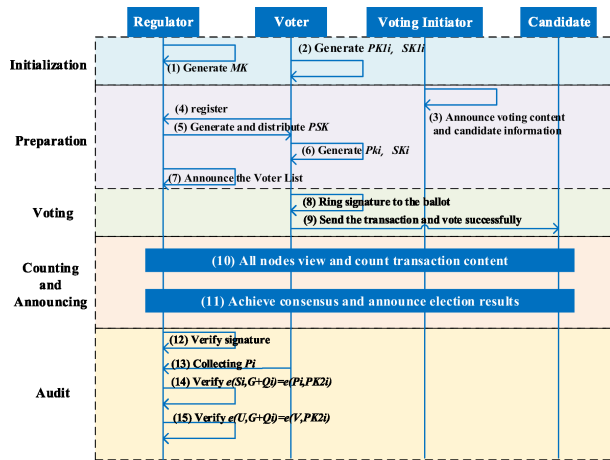 Regulator
Voter
Voting Initiator
Candidate
Initialization
(1) Generate MK
(2) Generate PK1i, SK1i
Preparation
(3) Announce voting content
and candidate information
(4) register
(5) Generate and distribute PSK
(6) Generate Pki, SKi
(7) Announce the Voter List
Voting
(8) Ring signature to the ballot
(9) Send the transaction and vote successfully
Counting
and
Announcing
(10) All nodes view and count transaction content
(11) Achieve consensus and announce election results
Audit
(12) Verify signature
(13) Collecting Pi
(14) Verify e(Si,G+Qi)=e(Pi,PK2i)
(15) Verify e(U,G+Qi)=e(V,PK2i)